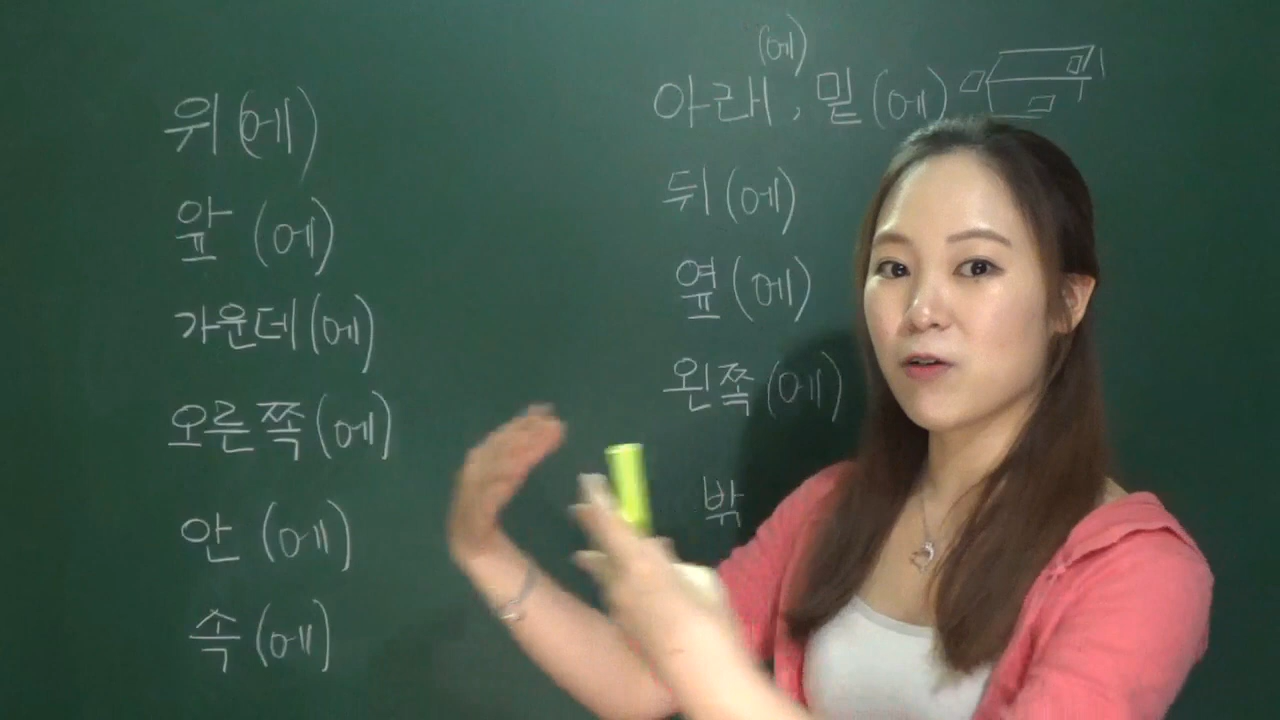 위 (에)
앞 (에)
가운데 (에)
오른쪽 (에)
안 (에)
속 (에)
(에)
아래, 밑 (에)
뒤 (에)
옆 (에)
왼쪽 (에)
밖